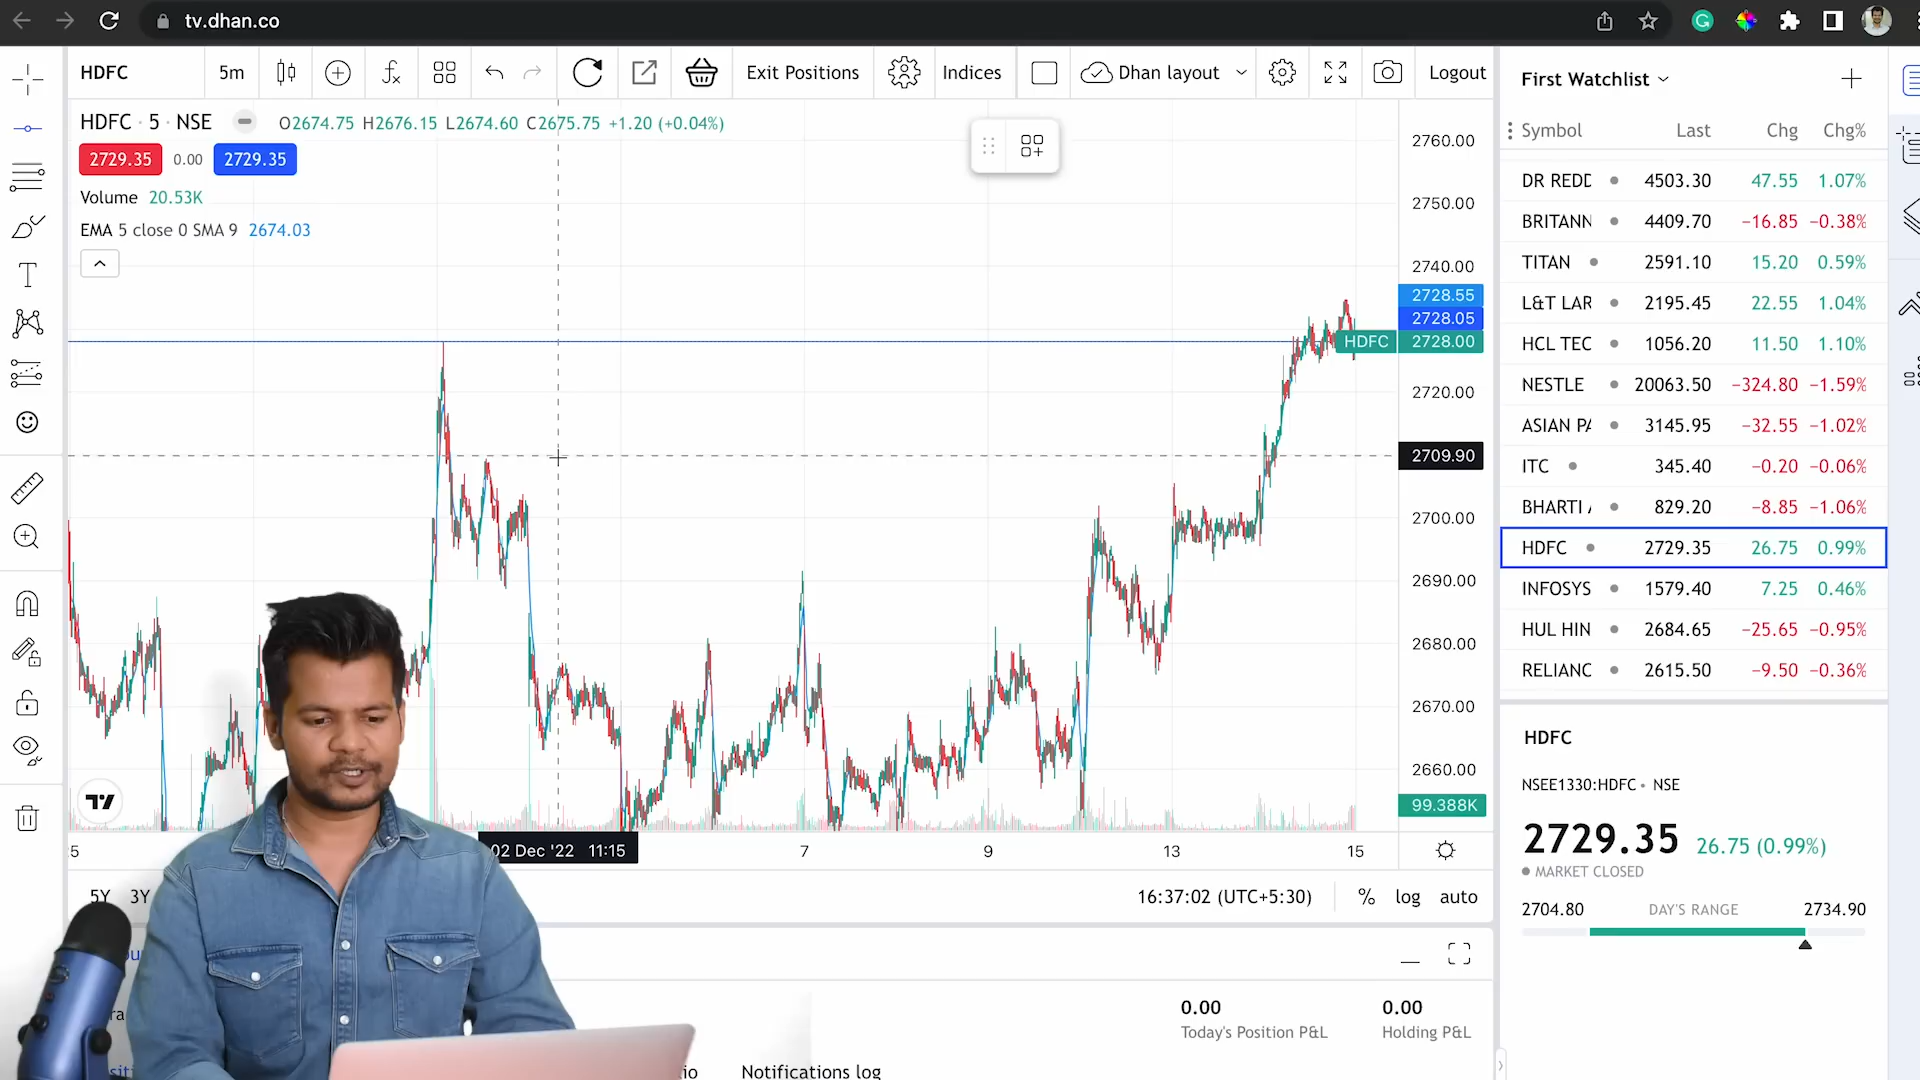 tv.dhan.co
HDFC 5m Exit Positions Indices Dhan layout Logout
HDFC · 5 · NSE O2674.75 H2676.15 L2674.60 C2675.75 +1.20 (+0.04%)
2729.35 0.00 2729.35
Volume 20.53K
EMA 5 close 0 SMA 9 2674.03
2760.00
2750.00
2740.00
2728.55
2728.05
HDFC 2728.00
2720.00
2709.90
2700.00
2690.00
2680.00
2670.00
2660.00
99.388K
02 Dec '22 11:15 7 9 13 15
5Y 3Y 16:37:02 (UTC+5:30) % log auto
0.00 0.00
Today's Position P&L Holding P&L
Notifications log
First Watchlist
Symbol Last Chg Chg%
DR REDD 4503.30 47.55 1.07%
BRITANN 4409.70 −16.85 −0.38%
TITAN 2591.10 15.20 0.59%
L&T LAR 2195.45 22.55 1.04%
HCL TEC 1056.20 11.50 1.10%
NESTLE 20063.50 −324.80 −1.59%
ASIAN PA 3145.95 −32.55 −1.02%
ITC 345.40 −0.20 −0.06%
BHARTI 829.20 −8.85 −1.06%
HDFC 2729.35 26.75 0.99%
INFOSYS 1579.40 7.25 0.46%
HUL HIN 2684.65 −25.65 −0.95%
RELIANC 2615.50 −9.50 −0.36%
HDFC
NSEE1330:HDFC • NSE
2729.35 26.75 (0.99%)
MARKET CLOSED
2704.80 DAY'S RANGE 2734.90